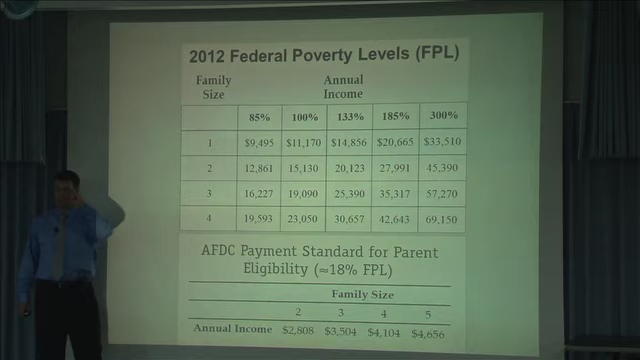 2012 Federal Poverty Levels (FPL)
Family Size Annual Income
85% 100% 133% 185% 300%
1 $9,495 $11,170 $14,856 $20,665 $33,510
2 12,861 15,130 20,123 27,991 45,390
3 16,227 19,090 25,390 35,317 57,270
4 19,593 23,050 30,657 42,643 69,150
AFDC Payment Standard for Parent
Eligibility (≈18% FPL)
Family Size
2 3 4 5
Annual Income $2,808 $3,504 $4,104 $4,656